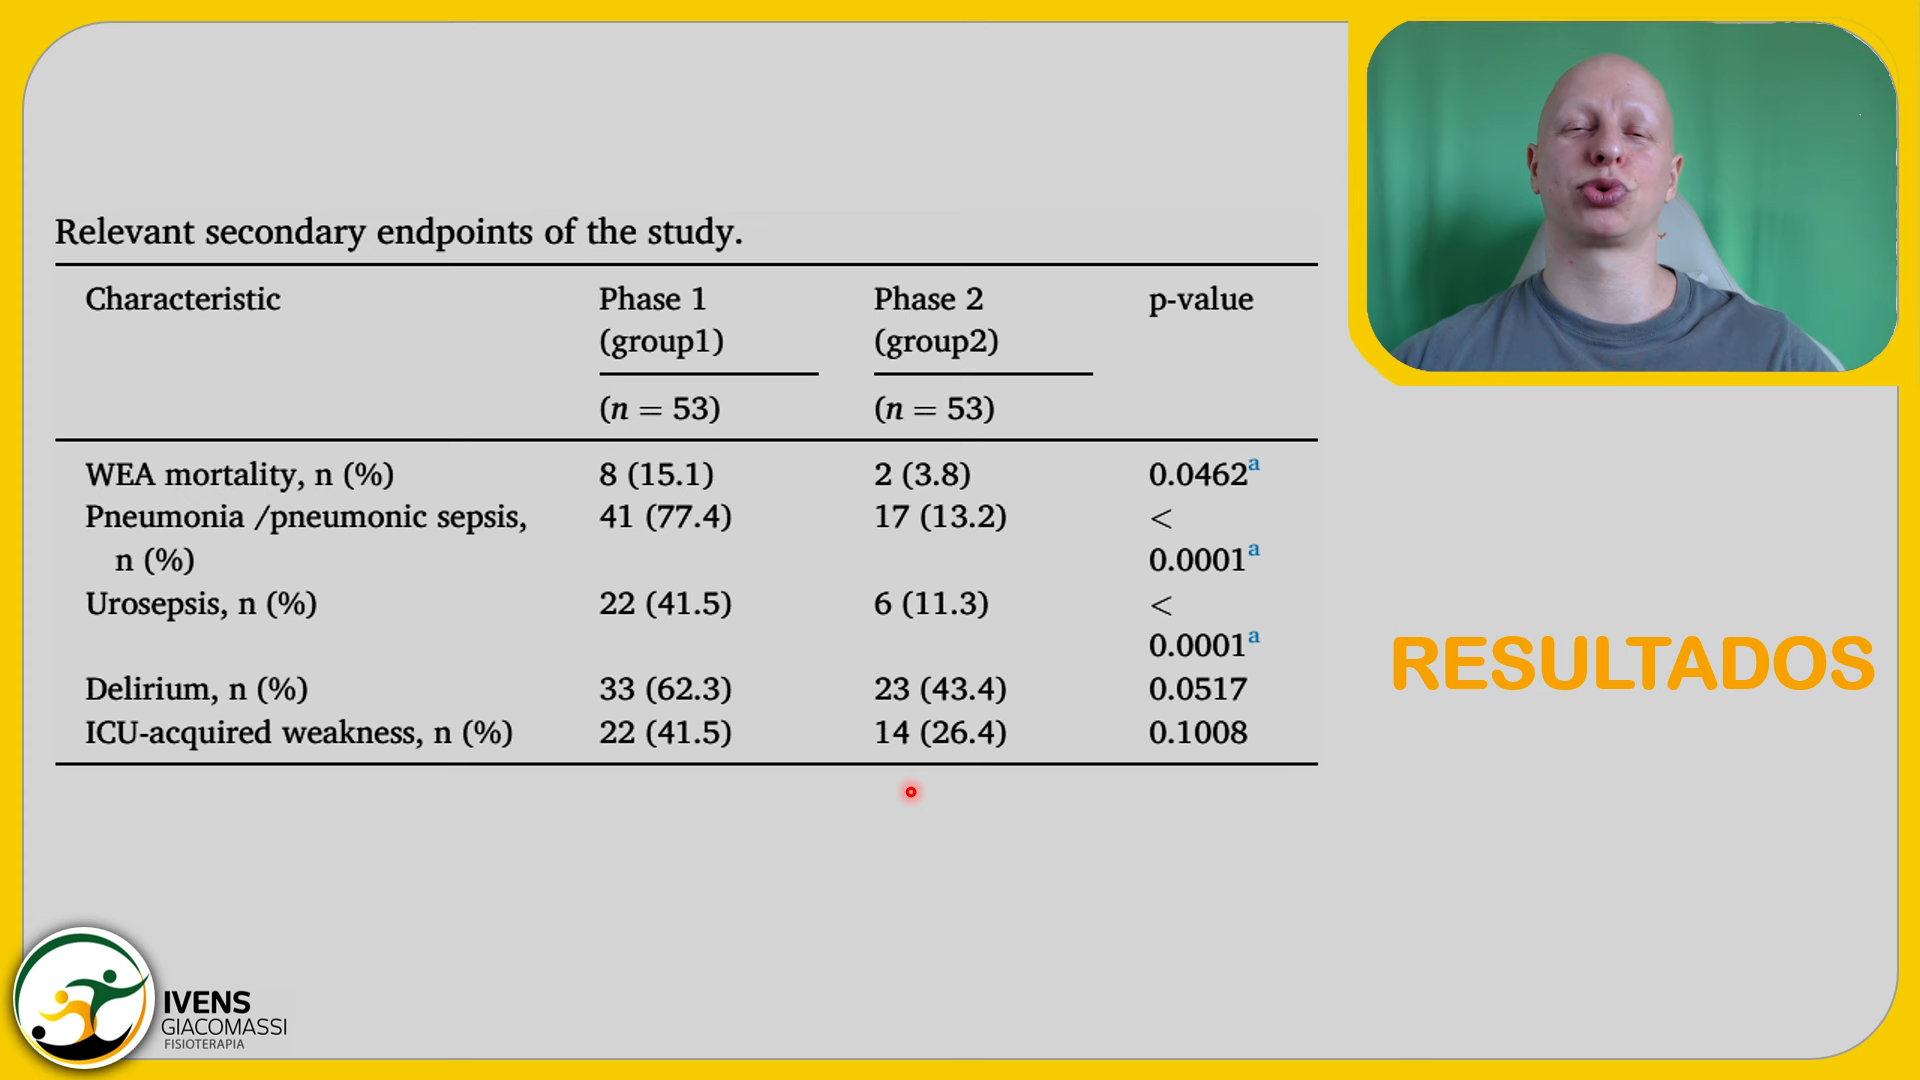 Relevant secondary endpoints of the study.
Characteristic Phase 1 Phase 2 p-value
(group1) (group2)
(n = 53) (n = 53)
WEA mortality, n (%) 8 (15.1) 2 (3.8) 0.0462a
Pneumonia /pneumonic sepsis, 41 (77.4) 17 (13.2) <
n (%) 0.0001a
Urosepsis, n (%) 22 (41.5) 6 (11.3) <
0.0001a
Delirium, n (%) 33 (62.3) 23 (43.4) 0.0517
ICU-acquired weakness, n (%) 22 (41.5) 14 (26.4) 0.1008
RESULTADOS
IVENS
GIACOMASSI
FISIOTERAPIA